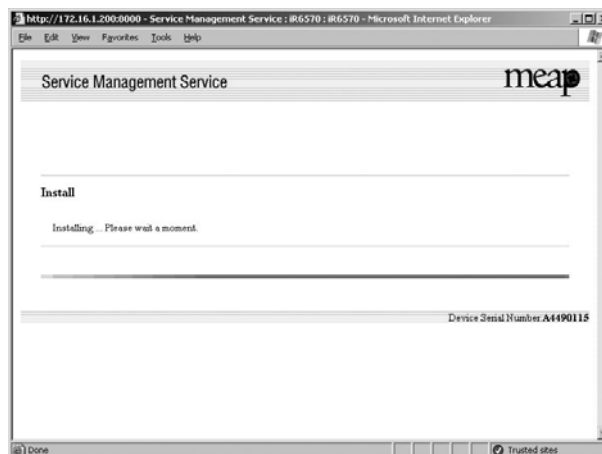 http://172.16.1.200:0000 - Service Management Service : iR6570 : iR6570 - Microsoft Internet Explorer
File Edit View Favorites Tools Help
Service Management Service
meap
Install
Installing ... Please wait a moment.
Device Serial Number:A4490115
Done
Trusted sites